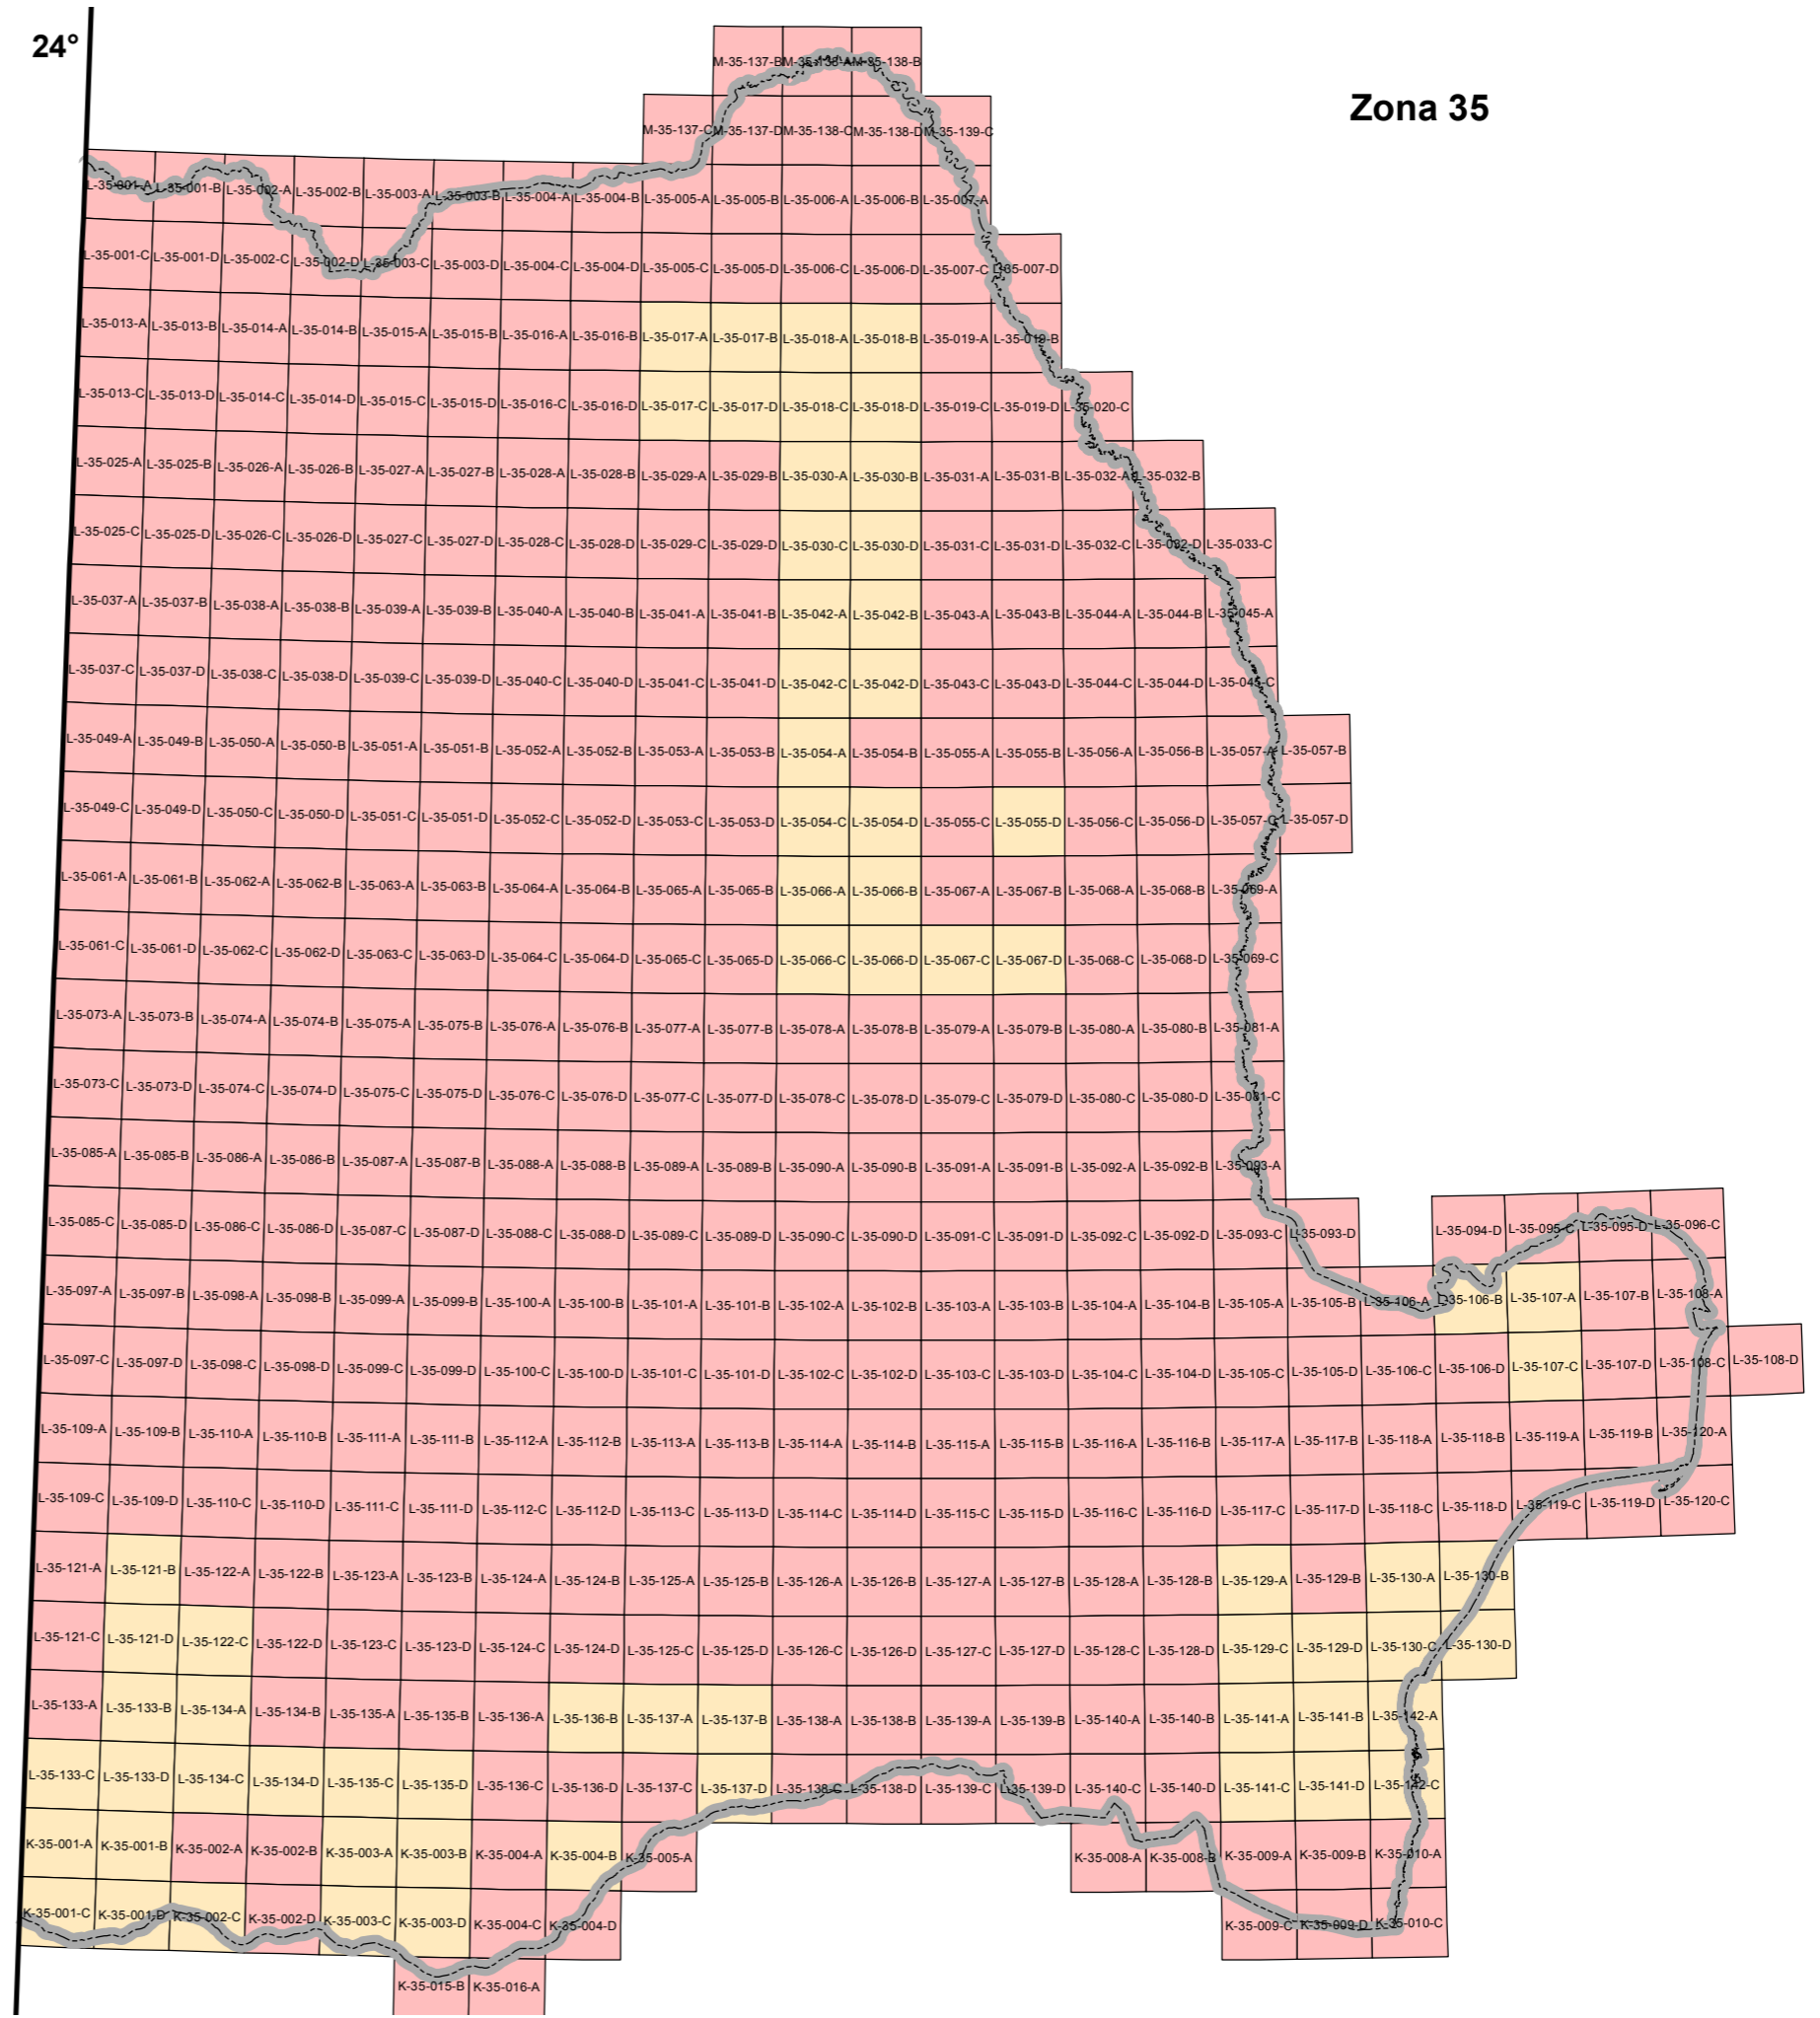 24°
Zona 35
M-35-137-B M-35-138-A M-35-138-B
M-35-137-C M-35-137-D M-35-138-C M-35-138-D M-35-139-C
L-35-001-A L-35-001-B L-35-002-A L-35-002-B L-35-003-A L-35-003-B L-35-004-A L-35-004-B L-35-005-A L-35-005-B L-35-006-A L-35-006-B L-35-007-A
L-35-001-C L-35-001-D L-35-002-C L-35-002-D L-35-003-C L-35-003-D L-35-004-C L-35-004-D L-35-005-C L-35-005-D L-35-006-C L-35-006-D L-35-007-C L-35-007-D
L-35-013-A L-35-013-B L-35-014-A L-35-014-B L-35-015-A L-35-015-B L-35-016-A L-35-016-B L-35-017-A L-35-017-B L-35-018-A L-35-018-B L-35-019-A L-35-019-B
L-35-013-C L-35-013-D L-35-014-C L-35-014-D L-35-015-C L-35-015-D L-35-016-C L-35-016-D L-35-017-C L-35-017-D L-35-018-C L-35-018-D L-35-019-C L-35-019-D L-35-020-C
L-35-025-A L-35-025-B L-35-026-A L-35-026-B L-35-027-A L-35-027-B L-35-028-A L-35-028-B L-35-029-A L-35-029-B L-35-030-A L-35-030-B L-35-031-A L-35-031-B L-35-032-A L-35-032-B
L-35-025-C L-35-025-D L-35-026-C L-35-026-D L-35-027-C L-35-027-D L-35-028-C L-35-028-D L-35-029-C L-35-029-D L-35-030-C L-35-030-D L-35-031-C L-35-031-D L-35-032-C L-35-032-D L-35-033-C
L-35-037-A L-35-037-B L-35-038-A L-35-038-B L-35-039-A L-35-039-B L-35-040-A L-35-040-B L-35-041-A L-35-041-B L-35-042-A L-35-042-B L-35-043-A L-35-043-B L-35-044-A L-35-044-B L-35-045-A
L-35-037-C L-35-037-D L-35-038-C L-35-038-D L-35-039-C L-35-039-D L-35-040-C L-35-040-D L-35-041-C L-35-041-D L-35-042-C L-35-042-D L-35-043-C L-35-043-D L-35-044-C L-35-044-D L-35-045-C
L-35-049-A L-35-049-B L-35-050-A L-35-050-B L-35-051-A L-35-051-B L-35-052-A L-35-052-B L-35-053-A L-35-053-B L-35-054-A L-35-054-B L-35-055-A L-35-055-B L-35-056-A L-35-056-B L-35-057-A L-35-057-B
L-35-049-C L-35-049-D L-35-050-C L-35-050-D L-35-051-C L-35-051-D L-35-052-C L-35-052-D L-35-053-C L-35-053-D L-35-054-C L-35-054-D L-35-055-C L-35-055-D L-35-056-C L-35-056-D L-35-057-C L-35-057-D
L-35-061-A L-35-061-B L-35-062-A L-35-062-B L-35-063-A L-35-063-B L-35-064-A L-35-064-B L-35-065-A L-35-065-B L-35-066-A L-35-066-B L-35-067-A L-35-067-B L-35-068-A L-35-068-B L-35-069-A
L-35-061-C L-35-061-D L-35-062-C L-35-062-D L-35-063-C L-35-063-D L-35-064-C L-35-064-D L-35-065-C L-35-065-D L-35-066-C L-35-066-D L-35-067-C L-35-067-D L-35-068-C L-35-068-D L-35-069-C
L-35-073-A L-35-073-B L-35-074-A L-35-074-B L-35-075-A L-35-075-B L-35-076-A L-35-076-B L-35-077-A L-35-077-B L-35-078-A L-35-078-B L-35-079-A L-35-079-B L-35-080-A L-35-080-B L-35-081-A
L-35-073-C L-35-073-D L-35-074-C L-35-074-D L-35-075-C L-35-075-D L-35-076-C L-35-076-D L-35-077-C L-35-077-D L-35-078-C L-35-078-D L-35-079-C L-35-079-D L-35-080-C L-35-080-D L-35-081-C
L-35-085-A L-35-085-B L-35-086-A L-35-086-B L-35-087-A L-35-087-B L-35-088-A L-35-088-B L-35-089-A L-35-089-B L-35-090-A L-35-090-B L-35-091-A L-35-091-B L-35-092-A L-35-092-B L-35-093-A
L-35-085-C L-35-085-D L-35-086-C L-35-086-D L-35-087-C L-35-087-D L-35-088-C L-35-088-D L-35-089-C L-35-089-D L-35-090-C L-35-090-D L-35-091-C L-35-091-D L-35-092-C L-35-092-D L-35-093-C L-35-093-D L-35-094-D L-35-095-C L-35-095-D L-35-096-C
L-35-097-A L-35-097-B L-35-098-A L-35-098-B L-35-099-A L-35-099-B L-35-100-A L-35-100-B L-35-101-A L-35-101-B L-35-102-A L-35-102-B L-35-103-A L-35-103-B L-35-104-A L-35-104-B L-35-105-A L-35-105-B L-35-106-A L-35-106-B L-35-107-A L-35-107-B L-35-108-A
L-35-097-C L-35-097-D L-35-098-C L-35-098-D L-35-099-C L-35-099-D L-35-100-C L-35-100-D L-35-101-C L-35-101-D L-35-102-C L-35-102-D L-35-103-C L-35-103-D L-35-104-C L-35-104-D L-35-105-C L-35-105-D L-35-106-C L-35-106-D L-35-107-C L-35-107-D L-35-108-C L-35-108-D
L-35-109-A L-35-109-B L-35-110-A L-35-110-B L-35-111-A L-35-111-B L-35-112-A L-35-112-B L-35-113-A L-35-113-B L-35-114-A L-35-114-B L-35-115-A L-35-115-B L-35-116-A L-35-116-B L-35-117-A L-35-117-B L-35-118-A L-35-118-B L-35-119-A L-35-119-B L-35-120-A
L-35-109-C L-35-109-D L-35-110-C L-35-110-D L-35-111-C L-35-111-D L-35-112-C L-35-112-D L-35-113-C L-35-113-D L-35-114-C L-35-114-D L-35-115-C L-35-115-D L-35-116-C L-35-116-D L-35-117-C L-35-117-D L-35-118-C L-35-118-D L-35-119-C L-35-119-D L-35-120-C
L-35-121-A L-35-121-B L-35-122-A L-35-122-B L-35-123-A L-35-123-B L-35-124-A L-35-124-B L-35-125-A L-35-125-B L-35-126-A L-35-126-B L-35-127-A L-35-127-B L-35-128-A L-35-128-B L-35-129-A L-35-129-B L-35-130-A L-35-130-B
L-35-121-C L-35-121-D L-35-122-C L-35-122-D L-35-123-C L-35-123-D L-35-124-C L-35-124-D L-35-125-C L-35-125-D L-35-126-C L-35-126-D L-35-127-C L-35-127-D L-35-128-C L-35-128-D L-35-129-C L-35-129-D L-35-130-C L-35-130-D
L-35-133-A L-35-133-B L-35-134-A L-35-134-B L-35-135-A L-35-135-B L-35-136-A L-35-136-B L-35-137-A L-35-137-B L-35-138-A L-35-138-B L-35-139-A L-35-139-B L-35-140-A L-35-140-B L-35-141-A L-35-141-B L-35-142-A
L-35-133-C L-35-133-D L-35-134-C L-35-134-D L-35-135-C L-35-135-D L-35-136-C L-35-136-D L-35-137-C L-35-137-D L-35-138-C L-35-138-D L-35-139-C L-35-139-D L-35-140-C L-35-140-D L-35-141-C L-35-141-D L-35-142-C
K-35-001-A K-35-001-B K-35-002-A K-35-002-B K-35-003-A K-35-003-B K-35-004-A K-35-004-B K-35-005-A K-35-008-A K-35-008-B K-35-009-A K-35-009-B K-35-010-A
K-35-001-C K-35-001-D K-35-002-C K-35-002-D K-35-003-C K-35-003-D K-35-004-C K-35-004-D K-35-009-C K-35-009-D K-35-010-C
K-35-015-B K-35-016-A